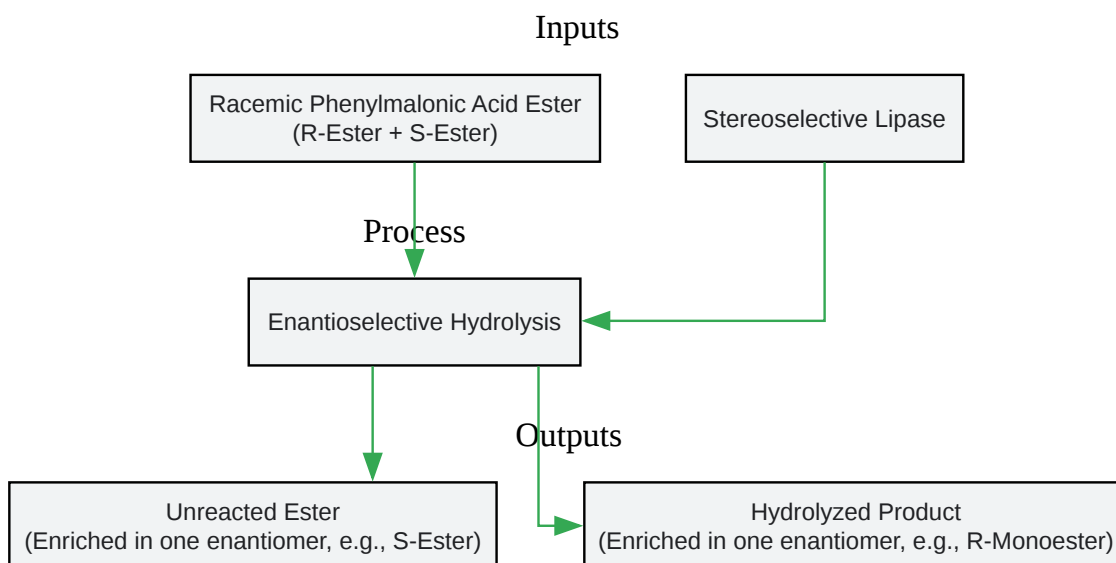 Inputs
Racemic Phenylmalonic Acid Ester
(R-Ester + S-Ester)
Stereoselective Lipase
Process
Enantioselective Hydrolysis
Outputs
Unreacted Ester
(Enriched in one enantiomer, e.g., S-Ester)
Hydrolyzed Product
(Enriched in one enantiomer, e.g., R-Monoester)